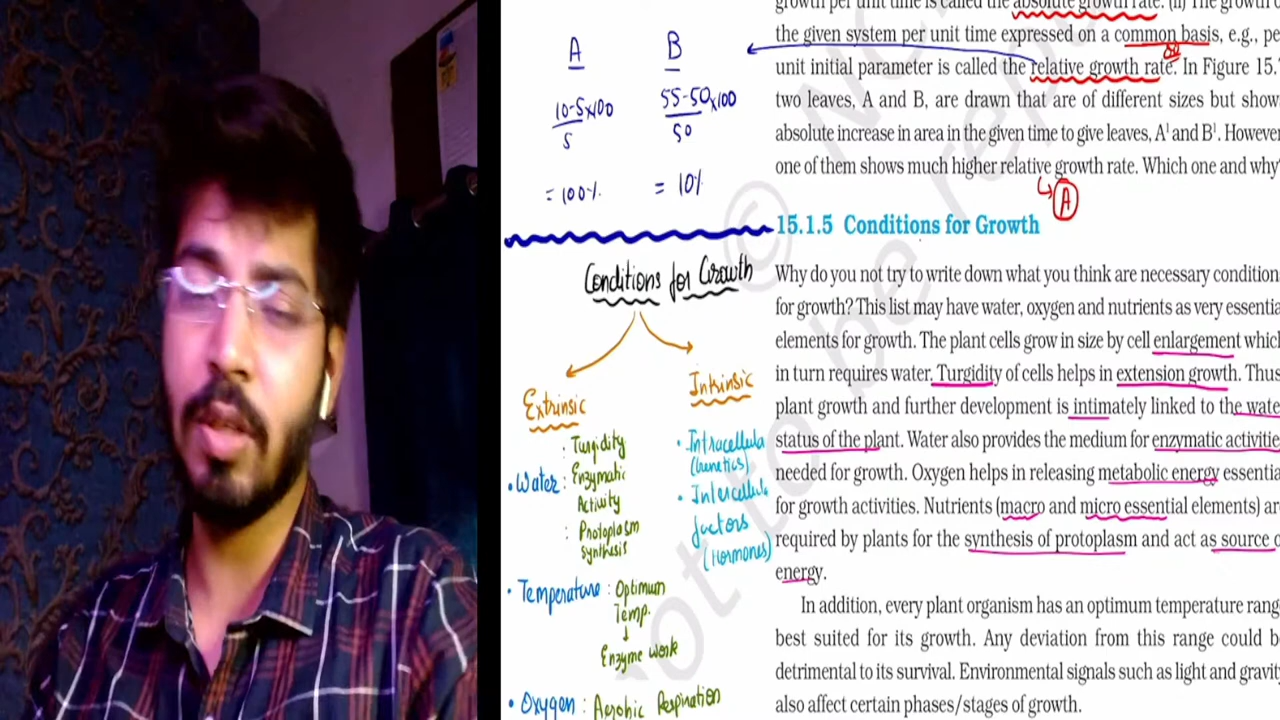 growth per unit time is called the absolute growth rate. (ii) The growth o
the given system per unit time expressed on a common basis, e.g., pe
unit initial parameter is called the relative growth rate. In Figure 15.7
two leaves, A and B, are drawn that are of different sizes but show
absolute increase in area in the given time to give leaves, A¹ and B¹. However
one of them shows much higher relative growth rate. Which one and why?
A
A B
10-5 x100 55-50 x100
5 50
= 100% = 10%
15.1.5 Conditions for Growth
Why do you not try to write down what you think are necessary condition
for growth? This list may have water, oxygen and nutrients as very essentia
elements for growth. The plant cells grow in size by cell enlargement which
in turn requires water. Turgidity of cells helps in extension growth. Thus
plant growth and further development is intimately linked to the wate
status of the plant. Water also provides the medium for enzymatic activitie
needed for growth. Oxygen helps in releasing metabolic energy essentia
for growth activities. Nutrients (macro and micro essential elements) ar
required by plants for the synthesis of protoplasm and act as source o
energy.
In addition, every plant organism has an optimum temperature rang
best suited for its growth. Any deviation from this range could b
detrimental to its survival. Environmental signals such as light and gravity
also affect certain phases/stages of growth.
Conditions for Growth
Extrinsic
• Water : Turgidity
: Enzymatic
Activity
: Protoplasm
synthesis
• Temperature : Optimum
Temp.
↓
Enzyme work
• Oxygen : Aerobic Respiration
Intrinsic
• Intracellula
(Genetics)
• Intercellula
factors
(Hormones)
not to be rep
© NC